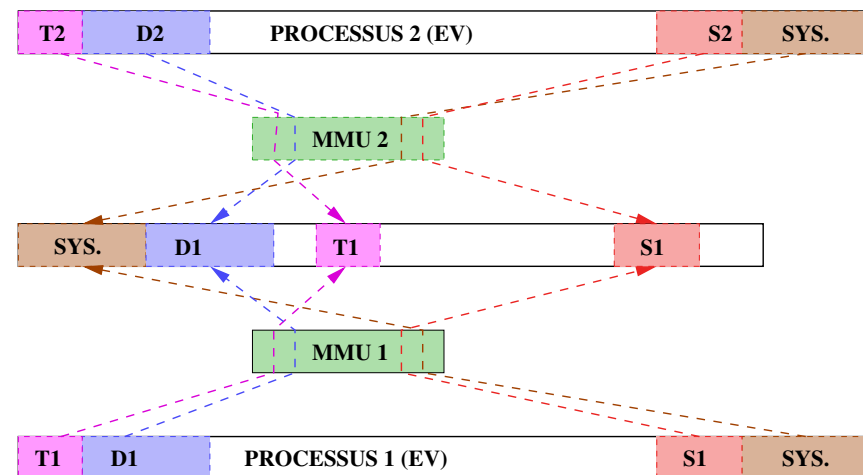 T2 D2 PROCESSUS 2 (EV) S2 SYS.
MMU 2
SYS. D1 T1 S1
MMU 1
T1 D1 PROCESSUS 1 (EV) S1 SYS.